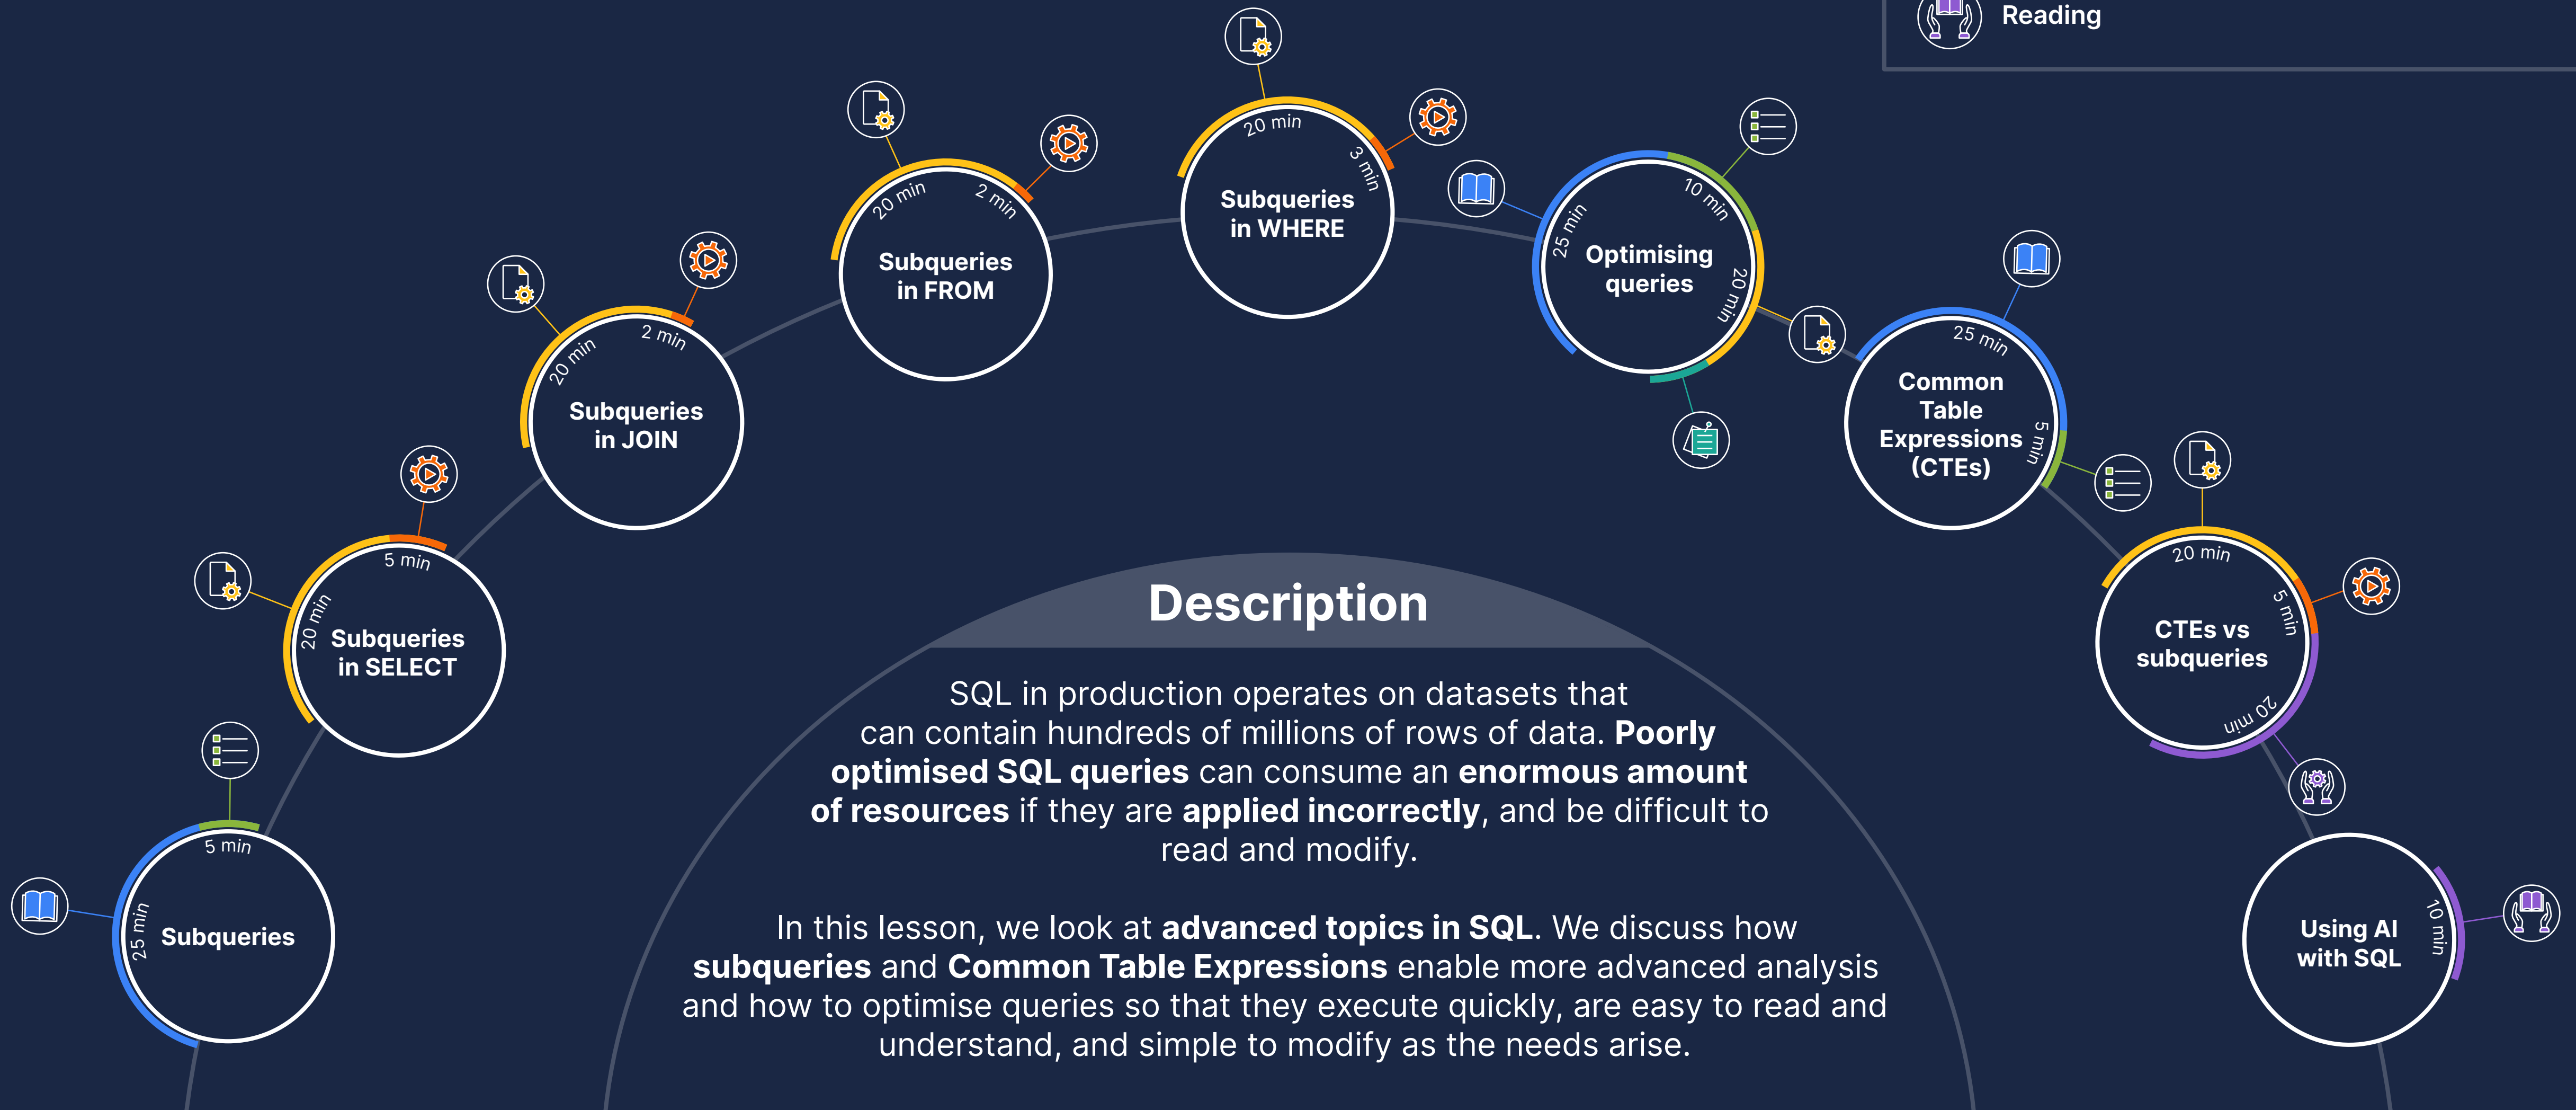 Reading
20 min
3 min
Subqueries
in WHERE
20 min
2 min
Subqueries
in FROM
25 min
10 min
20 min
Optimising
queries
20 min
2 min
Subqueries
in JOIN
25 min
5 min
Common
Table
Expressions
(CTEs)
20 min
5 min
Subqueries
in SELECT
20 min
5 min
20 min
CTEs vs
subqueries
25 min
5 min
Subqueries
10 min
Using AI
with SQL
Description
SQL in production operates on datasets that
can contain hundreds of millions of rows of data. Poorly
optimised SQL queries can consume an enormous amount
of resources if they are applied incorrectly, and be difficult to
read and modify.
In this lesson, we look at advanced topics in SQL. We discuss how
subqueries and Common Table Expressions enable more advanced analysis
and how to optimise queries so that they execute quickly, are easy to read and
understand, and simple to modify as the needs arise.